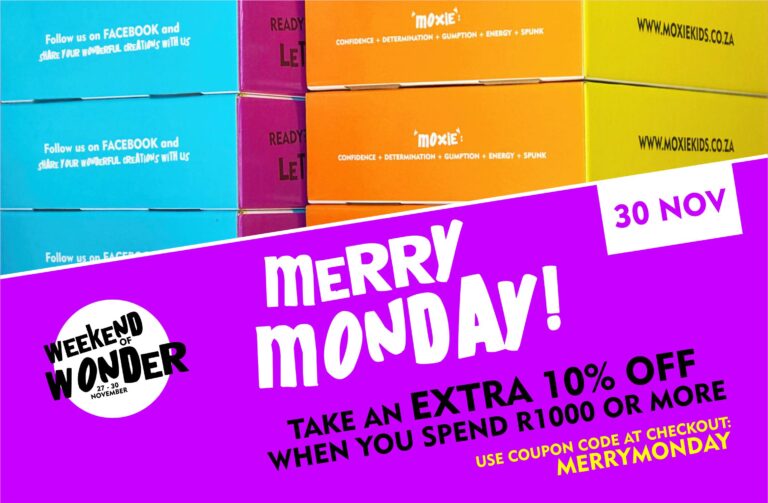 Follow us on FACEBOOK and
SHARE YOUR WONDERFUL CREATIONS WITH US
READY?
LET
"MOXIE":
CONFIDENCE + DETERMINATION + GUMPTION + ENERGY + SPUNK
WWW.MOXIEKIDS.CO.ZA
Follow us on FACEBOOK and
SHARE YOUR WONDERFUL CREATIONS WITH US
READY?
LET
"MOXIE":
CONFIDENCE + DETERMINATION + GUMPTION + ENERGY + SPUNK
WWW.MOXIEKIDS.CO.ZA
Follow us on FACEBOOK and
30 NOV
MERRY
MONDAY!
WEEKEND
OF
WONDER
27 - 30
NOVEMBER
TAKE AN EXTRA 10% OFF
WHEN YOU SPEND R1000 OR MORE
USE COUPON CODE AT CHECKOUT:
MERRYMONDAY